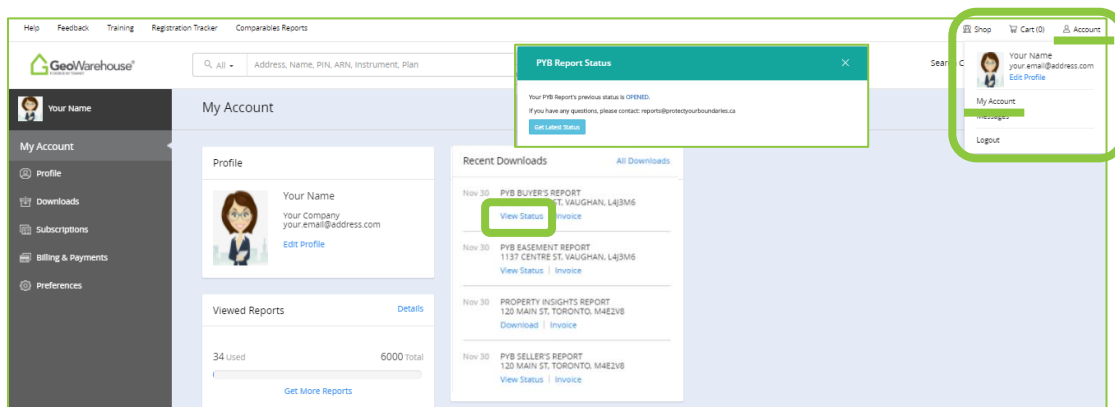 Help Feedback Training Registration Tracker Comparables Reports
Shop Cart (0) Account
GeoWarehouse®
All Address, Name, PIN, ARN, Instrument, Plan
Search
PYB Report Status
Your PYB Report's previous status is OPENED.
If you have any questions, please contact: reports@protectyourboundaries.ca
Get Latest Status
Your Name
your.email@address.com
Edit Profile
My Account
Messages
Logout
Your Name
My Account
Profile
Downloads
Subscriptions
Billing & Payments
Preferences
My Account
Profile
Your Name
Your Company
your.email@address.com
Edit Profile
Viewed Reports Details
34 Used 6000 Total
Get More Reports
Recent Downloads All Downloads
Nov 30 PYB BUYER'S REPORT
ST, VAUGHAN, L4J3M6
View Status Invoice
Nov 30 PYB EASEMENT REPORT
1137 CENTRE ST, VAUGHAN, L4J3M6
View Status | Invoice
Nov 30 PROPERTY INSIGHTS REPORT
120 MAIN ST, TORONTO, M4E2V8
Download | Invoice
Nov 30 PYB SELLER'S REPORT
120 MAIN ST, TORONTO, M4E2V8
View Status | Invoice